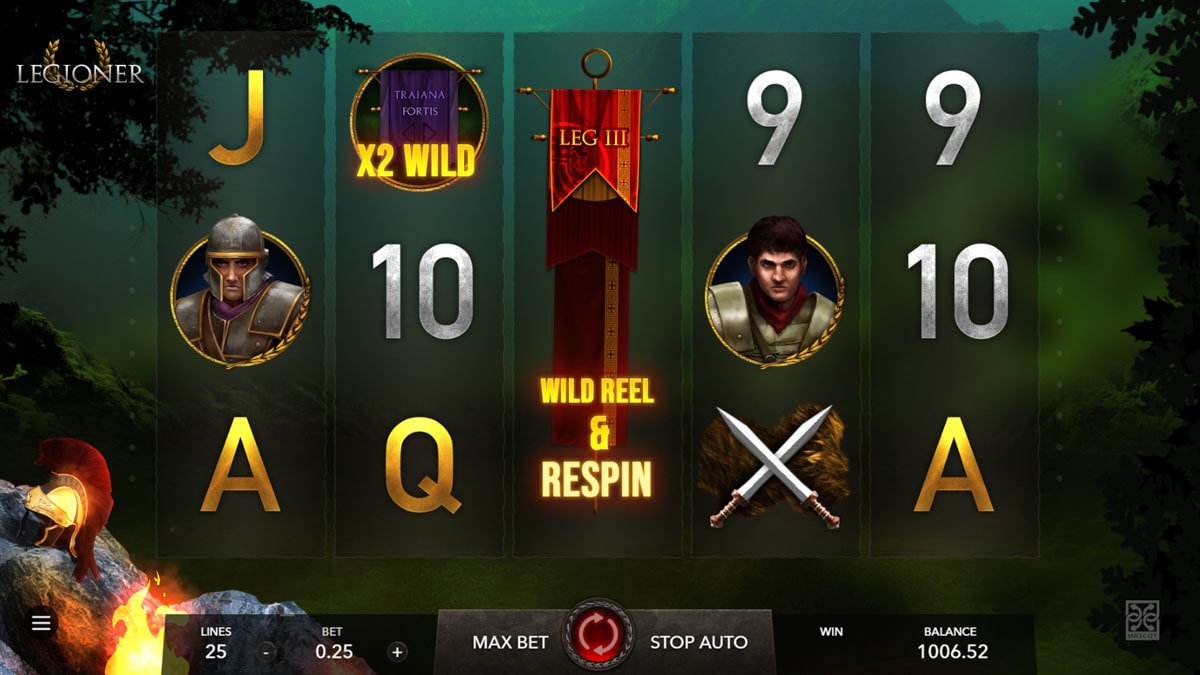 LEGIONER
J
TRAIANA
FORTIS
X2 WILD
LEG III
9
9
10
10
WILD REEL
&
RESPIN
A
Q
A
LINES
25
-
BET
0.25
+
MAX BET
STOP AUTO
WIN
BALANCE
1006.52
MASCOT